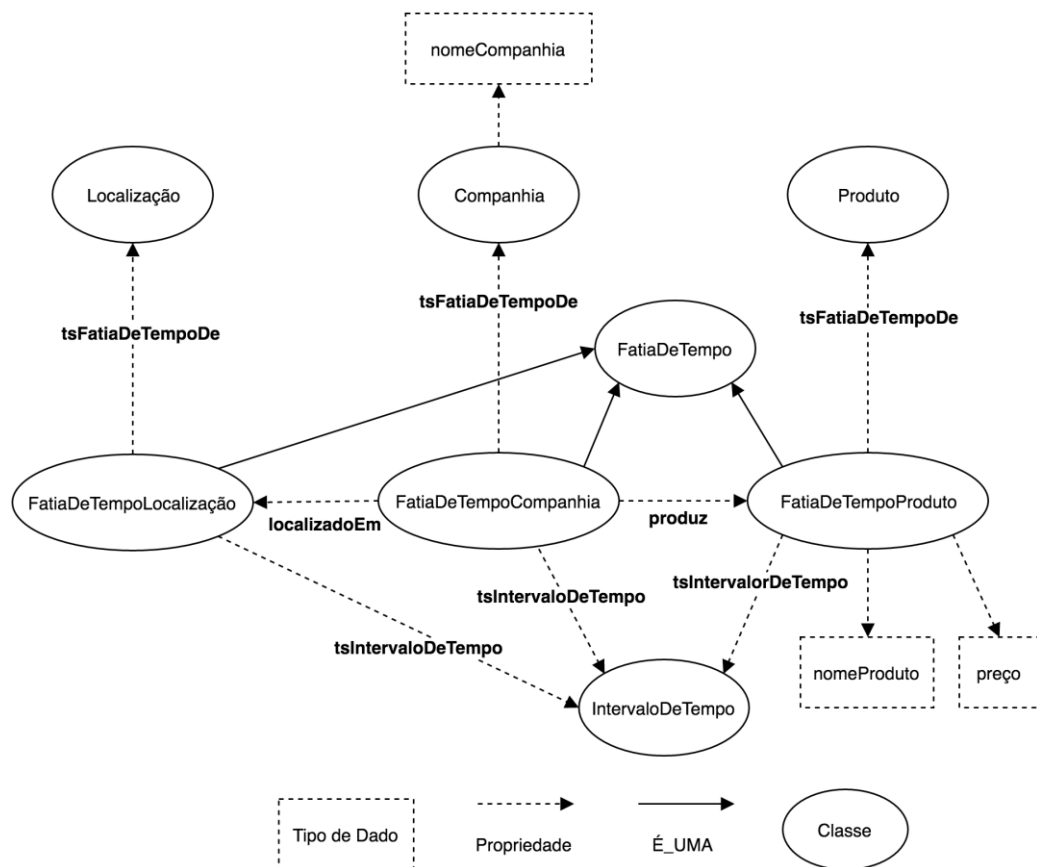 nomeCompanhia
Localização
Companhia
Produto
tsFatiaDeTempoDe
tsFatiaDeTempoDe
tsFatiaDeTempoDe
FatiaDeTempo
FatiaDeTempoLocalização
FatiaDeTempoCompanhia
FatiaDeTempoProduto
localizadoEm
produz
tsIntervaloDeTempo
tsIntervalorDeTempo
tsIntervaloDeTempo
nomeProduto
preço
IntervaloDeTempo
Tipo de Dado
Propriedade
É_UMA
Classe